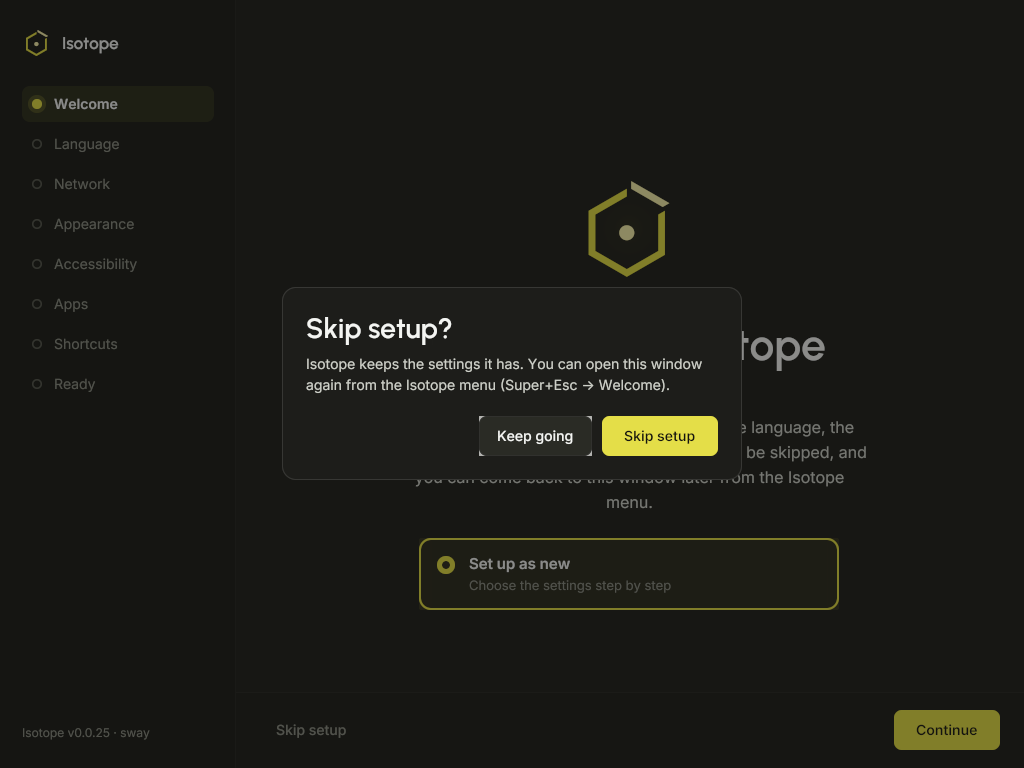 Isotope
Welcome
Language
Network
Appearance
Accessibility
Apps
Shortcuts
Ready
Skip setup?
Isotope keeps the settings it has. You can open this window
again from the Isotope menu (Super+Esc → Welcome).
Keep going
Skip setup
language, the
be skipped, and
you can come back to this window later from the Isotope
menu.
Set up as new
Choose the settings step by step
Isotope v0.0.25 · sway
Skip setup
Continue